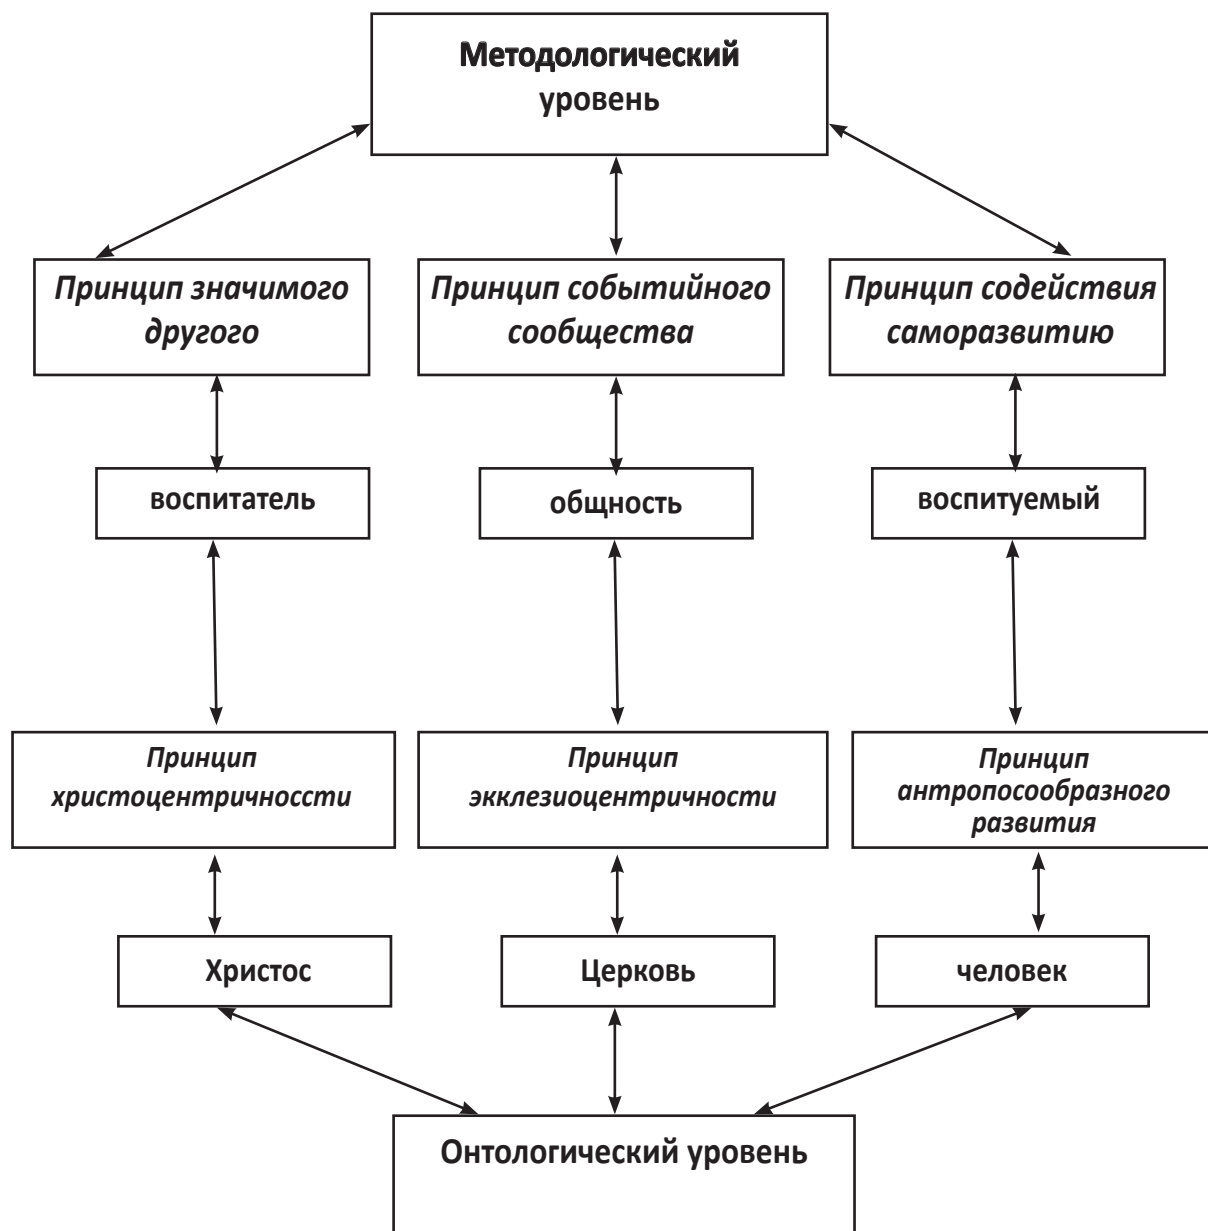 Методологический
уровень
Принцип значимого
другого
Принцип событийного
сообщества
Принцип содействия
саморазвитию
воспитатель
общность
воспитуемый
Принцип
христоцентричноссти
Принцип
экклезиоцентричности
Принцип
антропосообразного
развития
Христос
Церковь
человек
Онтологический уровень